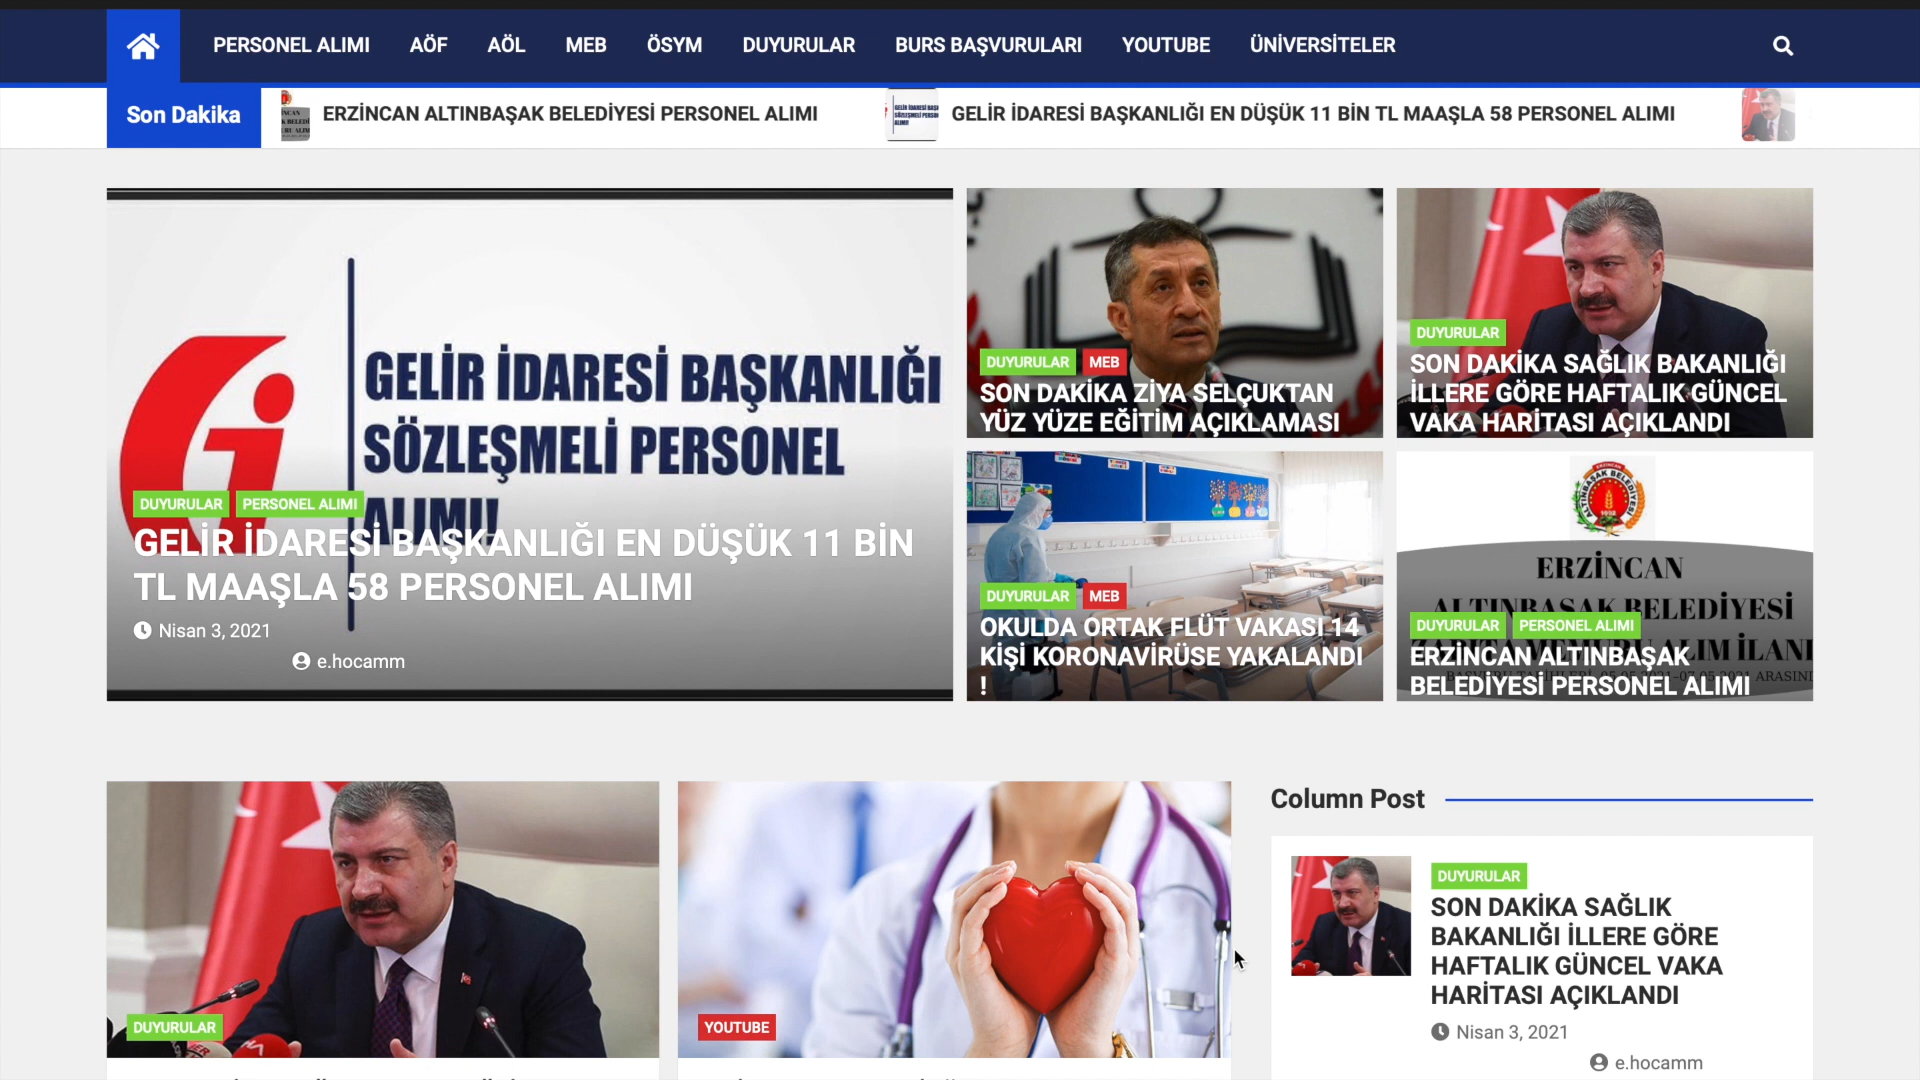 PERSONEL ALIMI AÖF AÖL MEB ÖSYM DUYURULAR BURS BAŞVURULARI YOUTUBE ÜNİVERSİTELER
Son Dakika
ERZİNCAN ALTINBAŞAK BELEDİYESİ PERSONEL ALIMI
GELİR İDARESİ BAŞKANLIĞI EN DÜŞÜK 11 BİN TL MAAŞLA 58 PERSONEL ALIMI
GELİR İDARESİ BAŞKANLIĞI
SÖZLEŞMELİ PERSONEL
ALIMI!
DUYURULAR PERSONEL ALIMI
GELİR İDARESİ BAŞKANLIĞI EN DÜŞÜK 11 BİN
TL MAAŞLA 58 PERSONEL ALIMI
Nisan 3, 2021
e.hocamm
DUYURULAR MEB
SON DAKİKA ZİYA SELÇUKTAN
YÜZ YÜZE EĞİTİM AÇIKLAMASI
DUYURULAR
SON DAKİKA SAĞLIK BAKANLIĞI
İLLERE GÖRE HAFTALIK GÜNCEL
VAKA HARİTASI AÇIKLANDI
DUYURULAR MEB
OKULDA ORTAK FLÜT VAKASI 14
KİŞİ KORONAVİRÜSE YAKALANDI
!
ERZİNCAN
ALTINBAŞAK BELEDİYESİ
DUYURULAR PERSONEL ALIMI
ERZİNCAN ALTINBAŞAK
BELEDİYESİ PERSONEL ALIMI
DUYURULAR
YOUTUBE
Column Post
DUYURULAR
SON DAKİKA SAĞLIK
BAKANLIĞI İLLERE GÖRE
HAFTALIK GÜNCEL VAKA
HARİTASI AÇIKLANDI
Nisan 3, 2021
e.hocamm